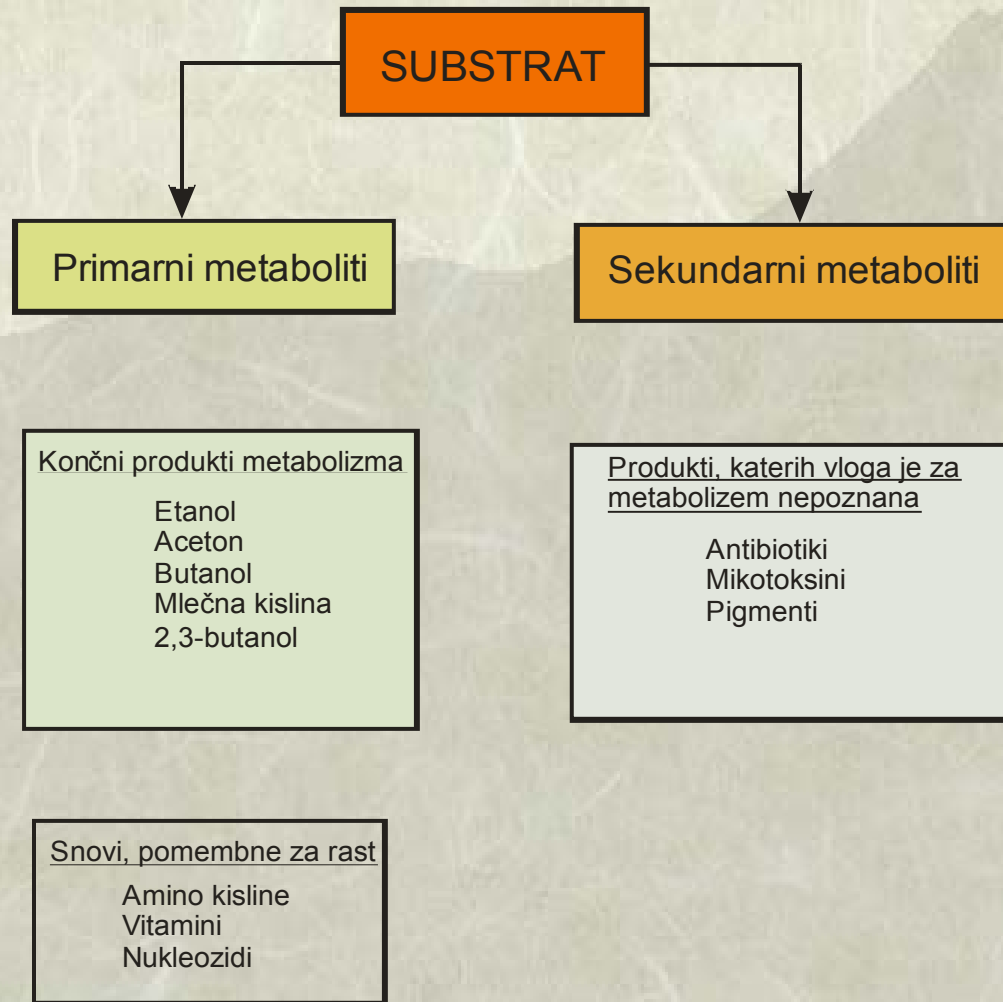 SUBSTRAT
Primarni metaboliti
Sekundarni metaboliti
Končni produkti metabolizma
Etanol
Aceton
Butanol
Mlečna kislina
2,3-butanol
Produkti, katerih vloga je za
metabolizem nepoznana
Antibiotiki
Mikotoksini
Pigmenti
Snovi, pomembne za rast
Amino kisline
Vitamini
Nukleozidi